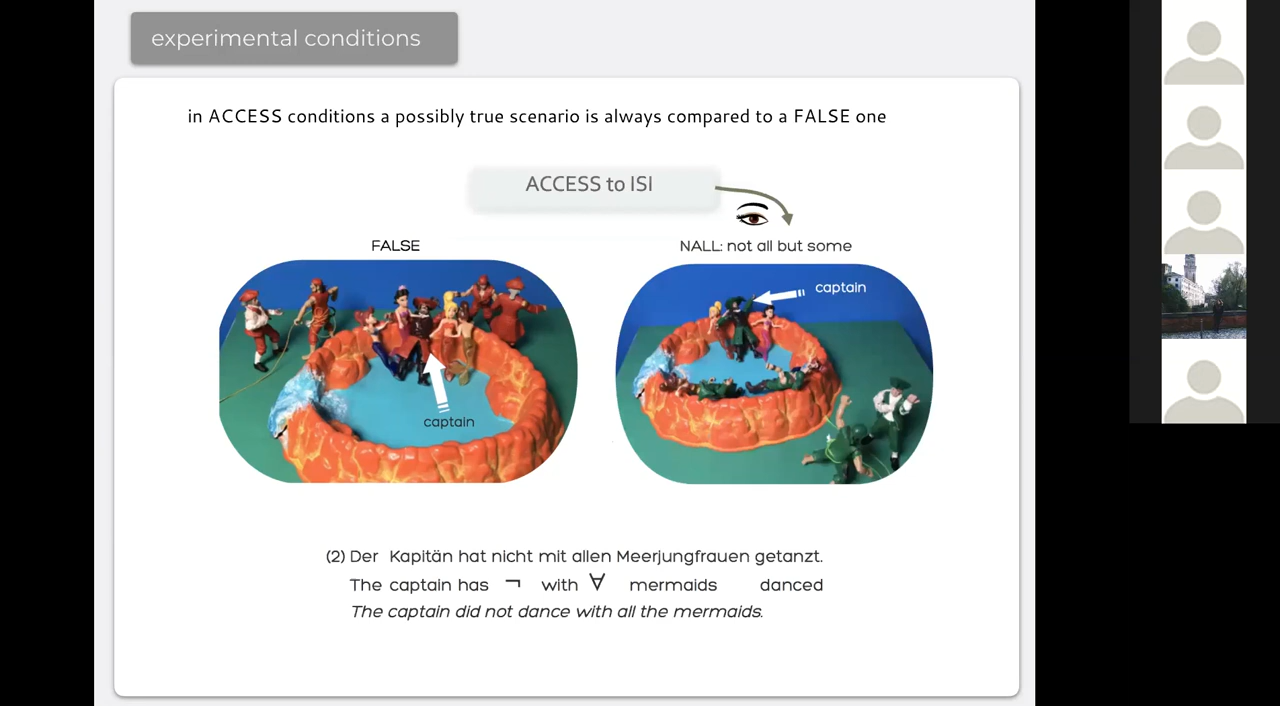 experimental conditions
in ACCESS conditions a possibly true scenario is always compared to a FALSE one
ACCESS to ISI
FALSE
NALL: not all but some
captain
captain
(2) Der Kapitän hat nicht mit allen Meerjungfrauen getanzt.
The captain has ¬ with ∀ mermaids danced
The captain did not dance with all the mermaids.